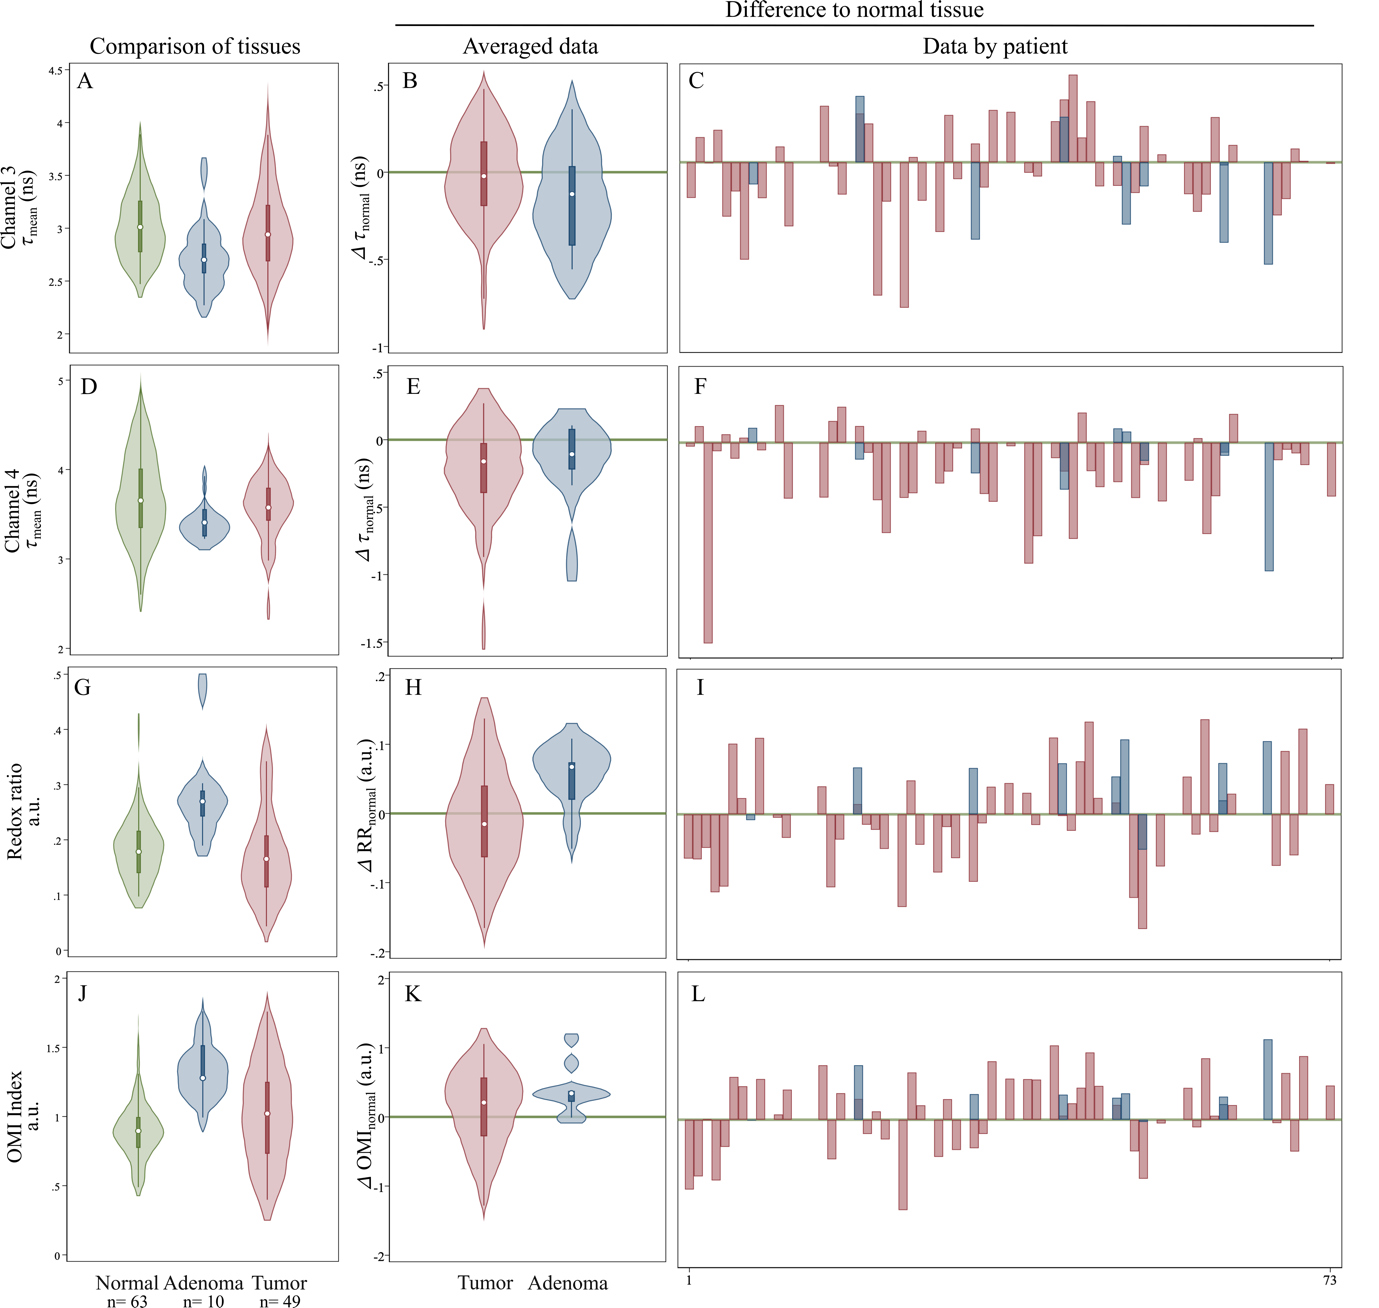 Difference to normal tissue
Comparison of tissues
Averaged data
Data by patient
Channel 3
τmean (ns)
4.5
4
3.5
3
2.5
2
A
Δ τnormal (ns)
.5
0
-.5
-1
B
C
Channel 4
τmean (ns)
5
4
3
2
D
Δ τnormal (ns)
.5
0
-.5
-1
-1.5
E
F
Redox ratio
a.u.
.5
.4
.3
.2
.1
0
G
Δ RRnormal (a.u.)
.2
.1
0
-.1
-.2
H
I
OMI Index
a.u.
2
1.5
1
.5
0
J
Δ OMInormal (a.u.)
2
1
0
-1
-2
K
L
Normal Adenoma Tumor
n= 63 n= 10 n= 49
Tumor Adenoma
1 73